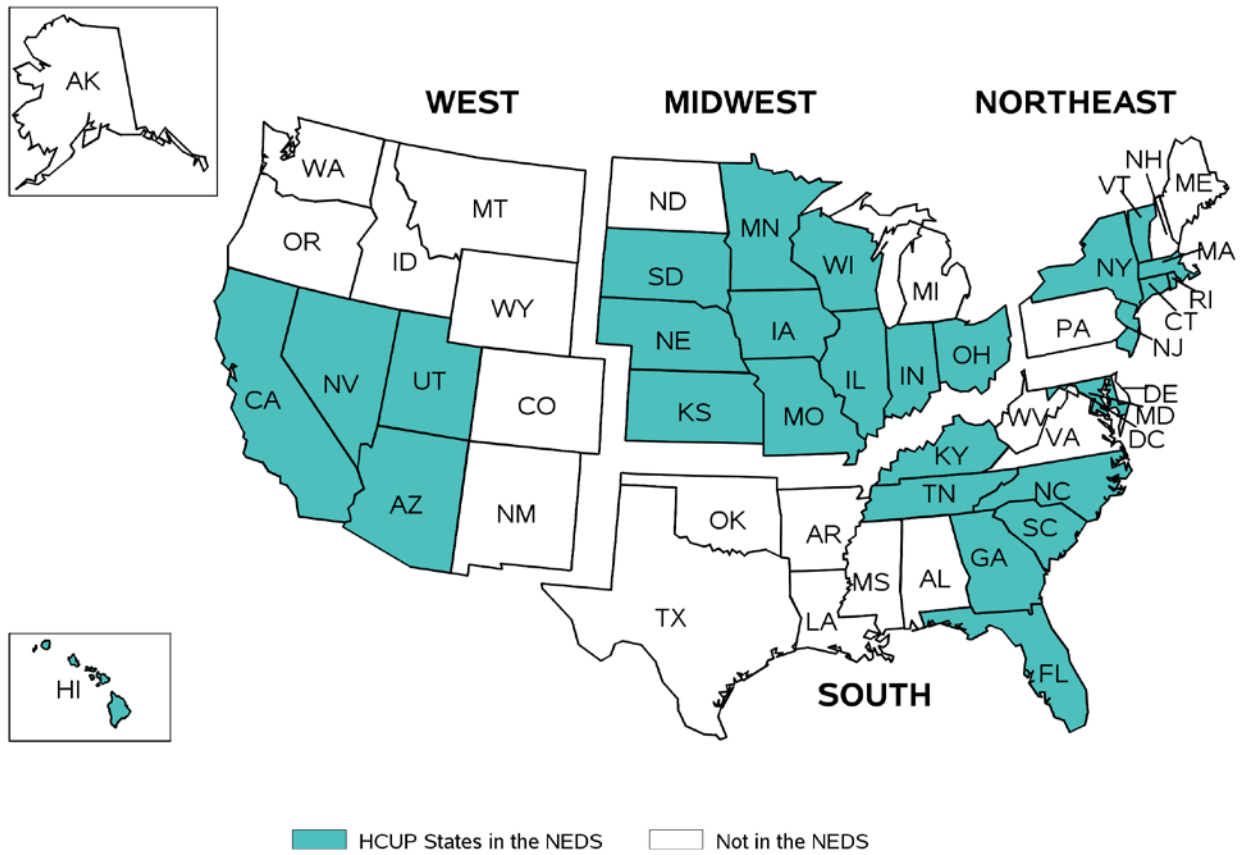 AK
WEST MIDWEST NORTHEAST
NH
VT
ME
WA
MT
ND
MN
OR
ID
SD
WI
NY
MA
MI
RI
WY
CT
PA
IA
NE
NJ
OH
UT
NV
IL
IN
CA
CO
KS
MO
DE
WV
MD
VA
DC
KY
TN
NC
AZ
NM
OK
AR
SC
GA
MS
AL
TX
LA
FL
HI
SOUTH
HCUP States in the NEDS
Not in the NEDS